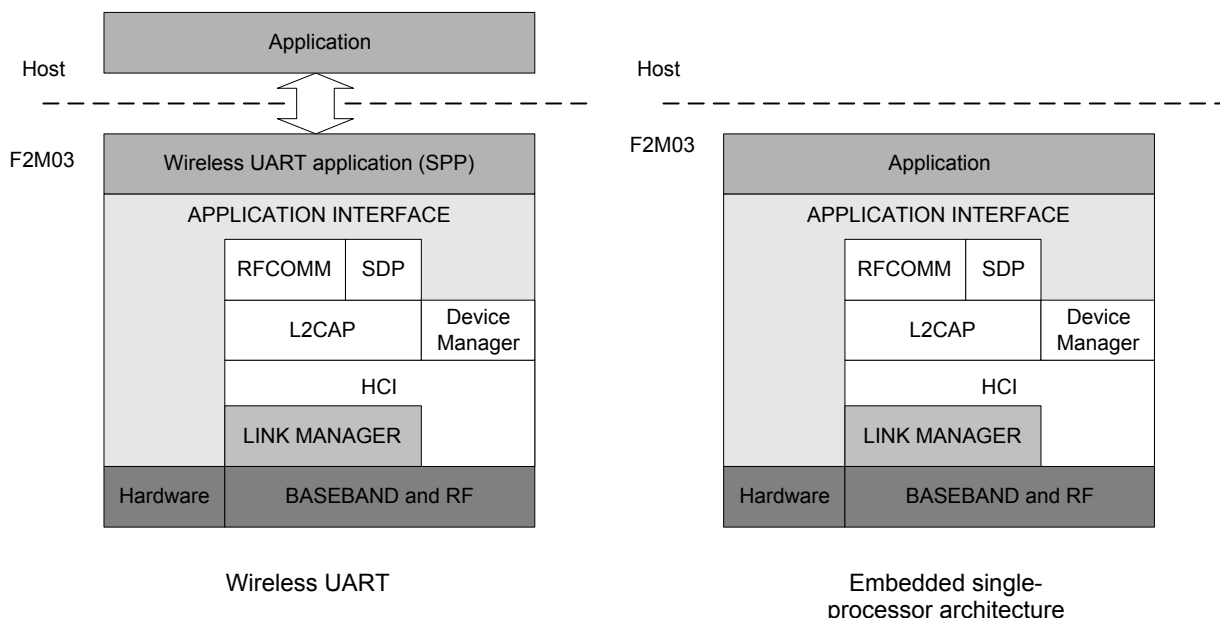 Application
Host
F2M03
Wireless UART application (SPP)
APPLICATION INTERFACE
RFCOMM
SDP
L2CAP
Device
Manager
HCI
LINK MANAGER
Hardware
BASEBAND and RF
Wireless UART
Host
F2M03
Application
APPLICATION INTERFACE
RFCOMM
SDP
L2CAP
Device
Manager
HCI
LINK MANAGER
Hardware
BASEBAND and RF
Embedded single-
processor architecture